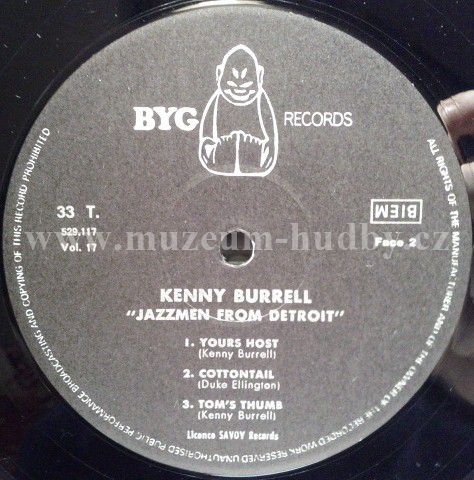 BYG RECORDS
33 T.
529,117
Vol. 17
BIEM
Face 2
www.muzeum-hudby.cz
KENNY BURRELL
"JAZZMEN FROM DETROIT"
1. YOURS HOST
(Kenny Burrell)
2. COTTONTAIL
(Duke Ellington)
3. TOM'S THUMB
(Kenny Burrell)
Licence SAVOY Records
ALL RIGHTS OF THE MANUFACTURER AND OF THE OWNER OF THE RECORDED WORK RESERVED UNAUTHORISED PUBLIC PERFORMANCE BROADCASTING AND COPYING OF THIS RECORD PROHIBITED